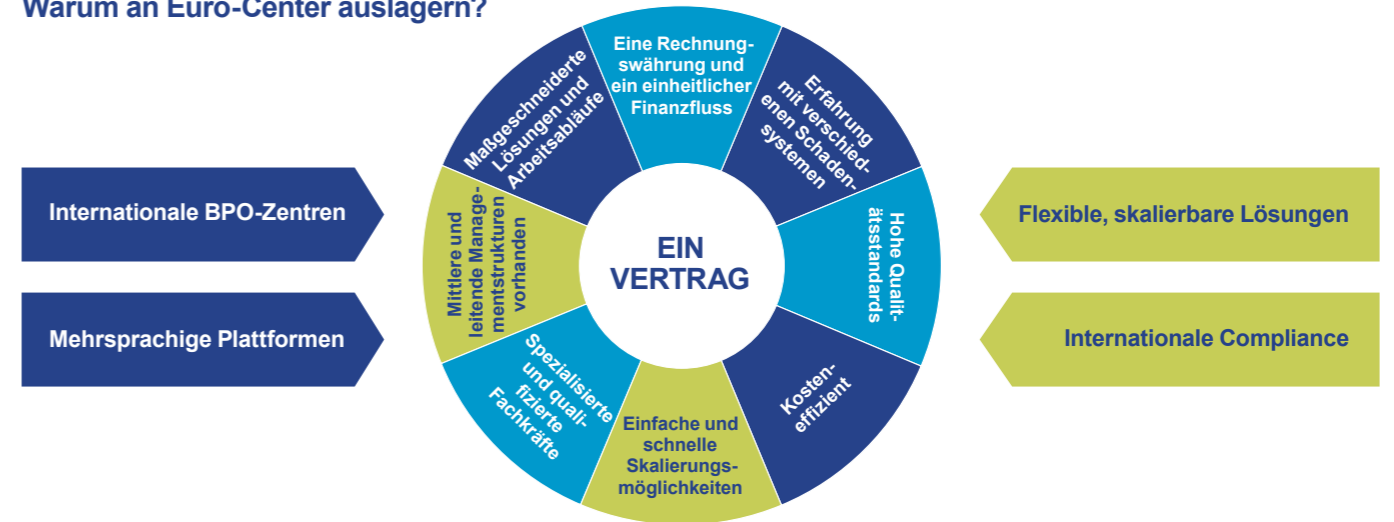 Warum an Euro-Center auslagern?
Internationale BPO-Zentren
Mehrsprachige Plattformen
Eine Rechnung-
swährung und
ein einheitlicher
Finanzfluss
Erfahrung
mit verschied-
enen Schaden-
systemen
Hohe Qualit-
ätsstandards
Kosten-
effizient
Einfache und
schnelle
Skalierungs-
möglichkeiten
Spezialisierte
und quali-
fizierte
Fachkräfte
Mittlere und
leitende Manage-
mentstrukturen
vorhanden
Maßgeschneiderte
Lösungen und
Arbeitsabläufe
EIN
VERTRAG
Flexible, skalierbare Lösungen
Internationale Compliance